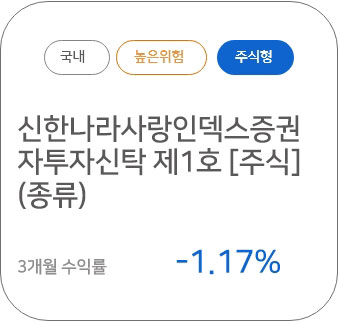 국내 높은위험 주식형
신한나라사랑인덱스증권
자투자신탁 제1호 [주식]
(종류)
3개월 수익률 -1.17%